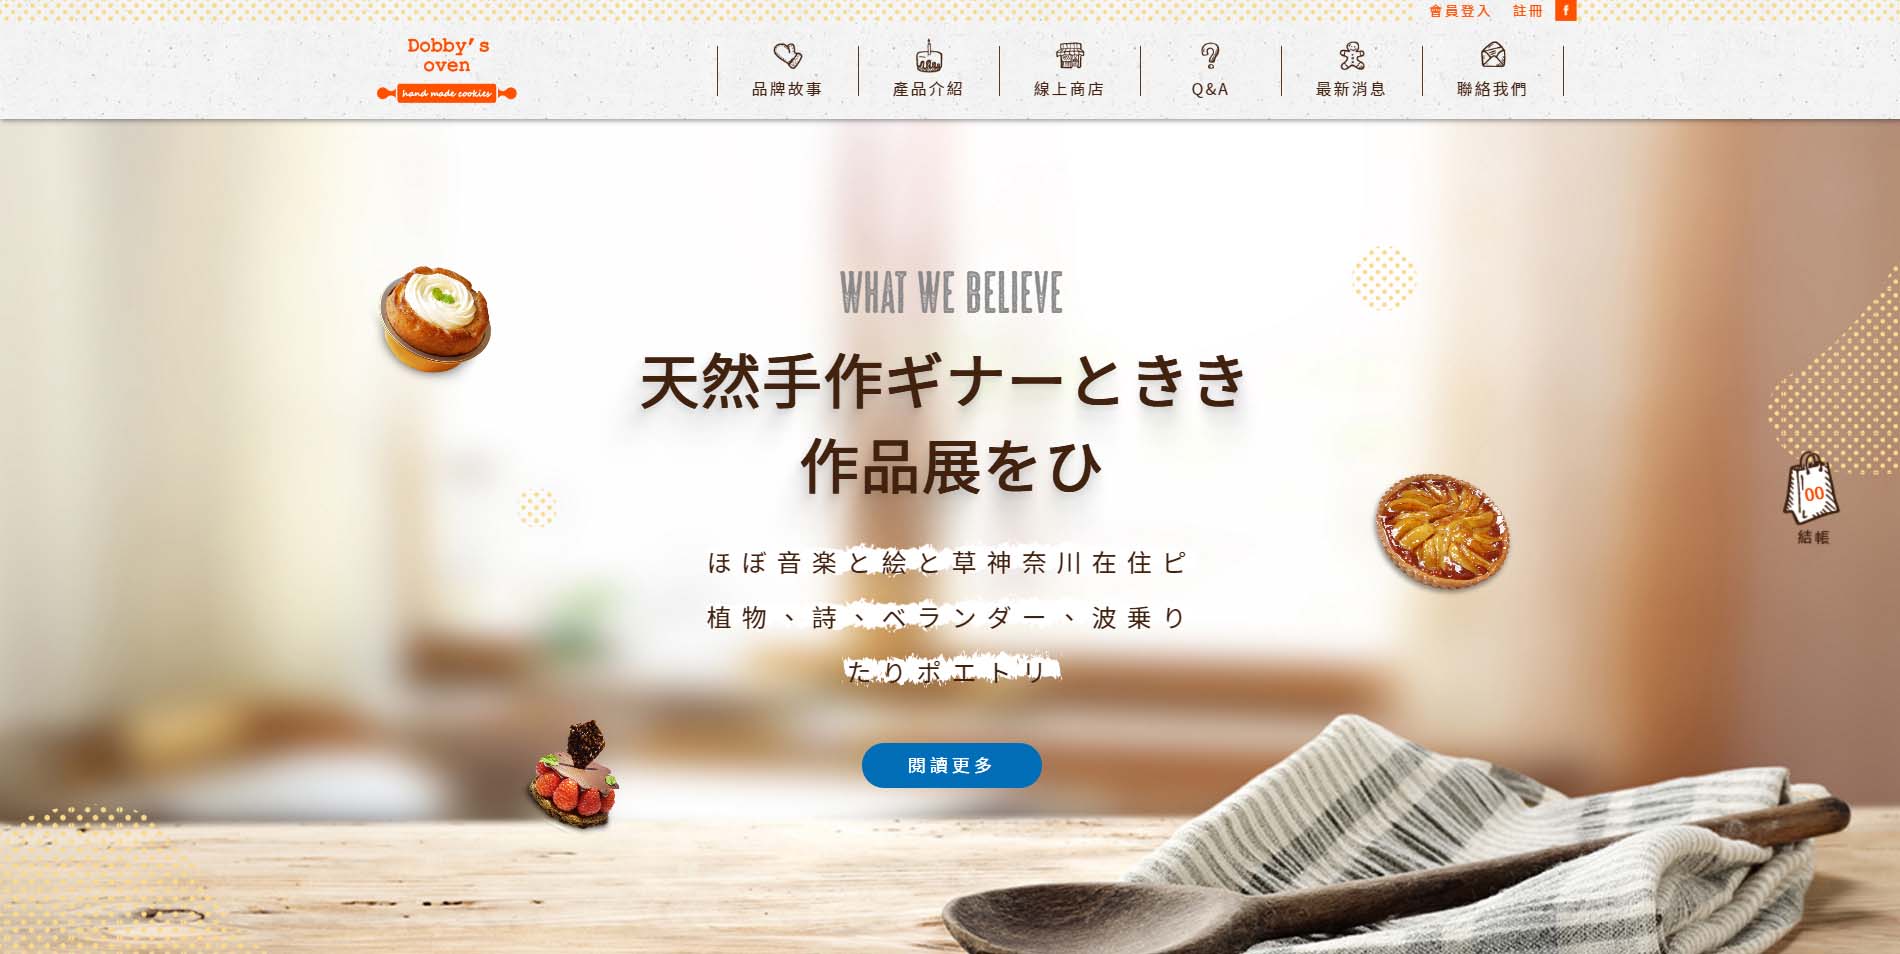 會員登入 註冊 f
Dobby's
oven
hand made cookies
品牌故事 產品介紹 線上商店 Q&A 最新消息 聯絡我們
WHAT WE BELIEVE
天然手作ギナーときき
作品展をひ
ほぼ音楽と絵と草神奈川在住ピ
植物、詩、ベランダー、波乗り
たりポエトリ
00
結帳
閱讀更多